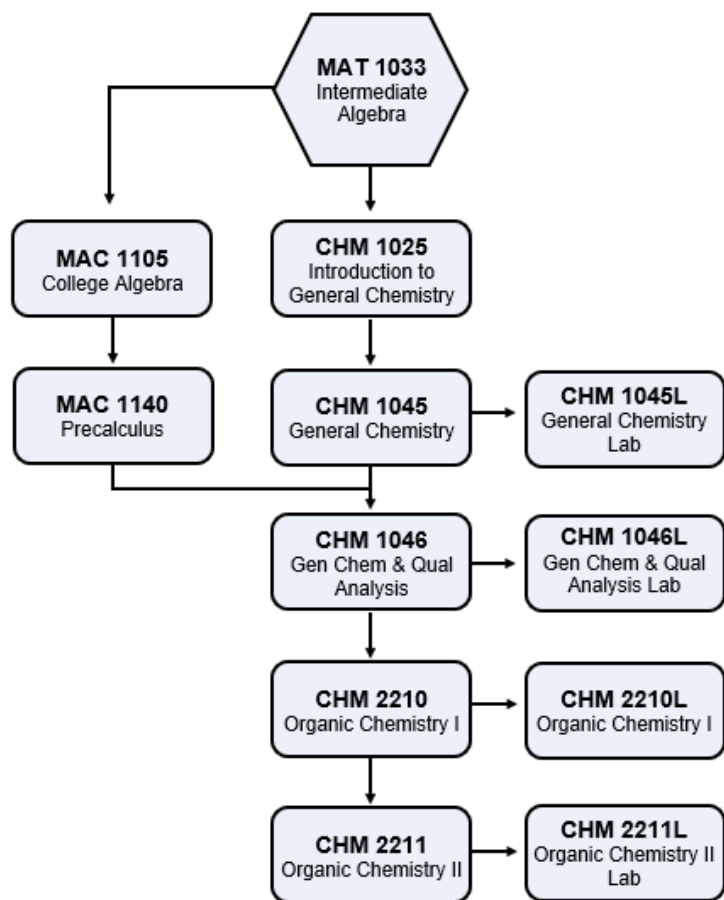 MAT 1033
Intermediate
Algebra
MAC 1105
College Algebra
CHM 1025
Introduction to
General Chemistry
MAC 1140
Precalculus
CHM 1045
General Chemistry
CHM 1045L
General Chemistry
Lab
CHM 1046
Gen Chem & Qual
Analysis
CHM 1046L
Gen Chem & Qual
Analysis Lab
CHM 2210
Organic Chemistry I
CHM 2210L
Organic Chemistry I
CHM 2211
Organic Chemistry II
CHM 2211L
Organic Chemistry II
Lab